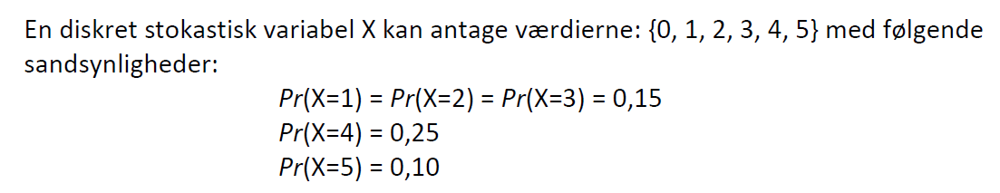 En diskret stokastisk variabel X kan antage værdierne: {0, 1, 2, 3, 4, 5} med følgende
sandsynligheder:
Pr(X=1) = Pr(X=2) = Pr(X=3) = 0,15
Pr(X=4) = 0,25
Pr(X=5) = 0,10